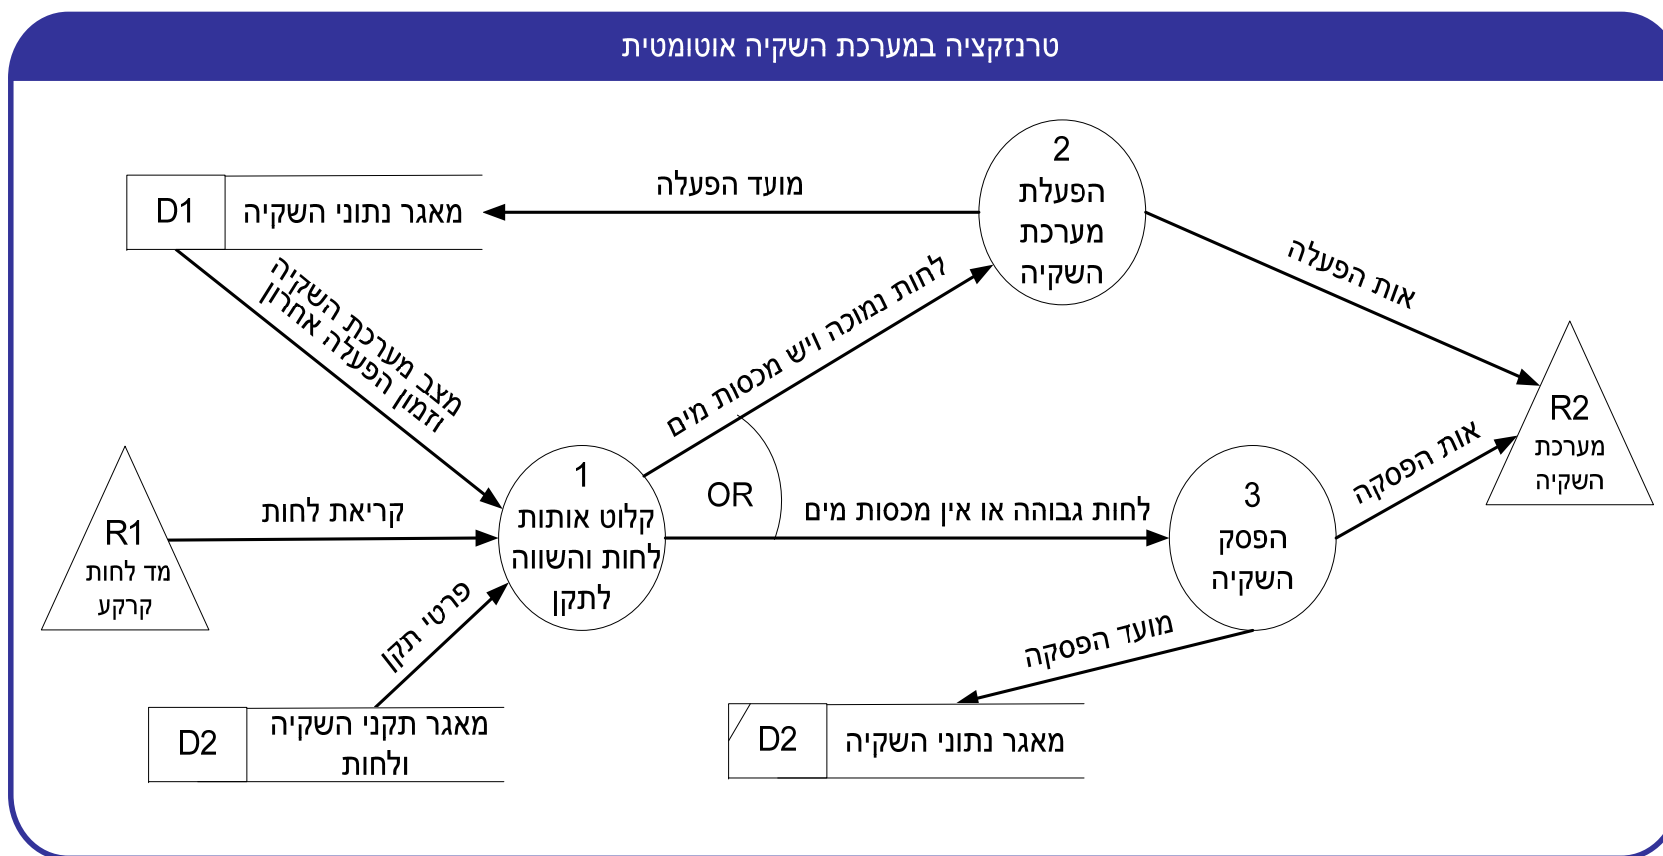 טרנזקציה במערכת השקיה אוטומטית
2
הפעלת
מערכת
השקיה
מועד הפעלה
D1
מאגר נתוני השקיה
אות הפעלה
לחות נמוכה ויש מכסות מים
מצב מערכת השקיה
וזמון הפעלה אחרון
R2
מערכת
השקיה
אות הפסקה
R1
מד לחות
קרקע
קריאת לחות
1
קלוט אותות
לחות והשווה
לתקן
OR
לחות גבוהה או אין מכסות מים
3
הפסק
השקיה
פרטי תקן
מועד הפסקה
D2
מאגר תקני השקיה
ולחות
D2
מאגר נתוני השקיה